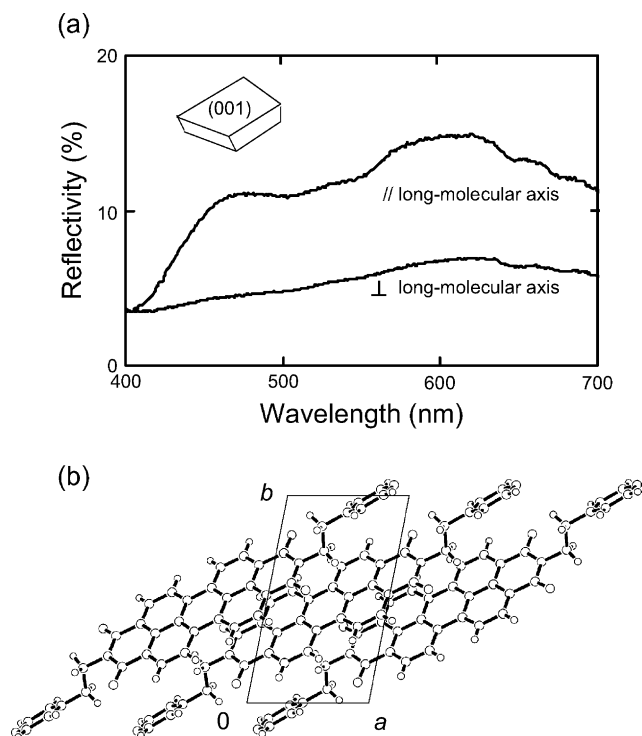 (a)
20
10
0
Reflectivity (%)
(001)
// long-molecular axis
⊥ long-molecular axis
400
500
600
700
Wavelength (nm)
(b)
b
0
a